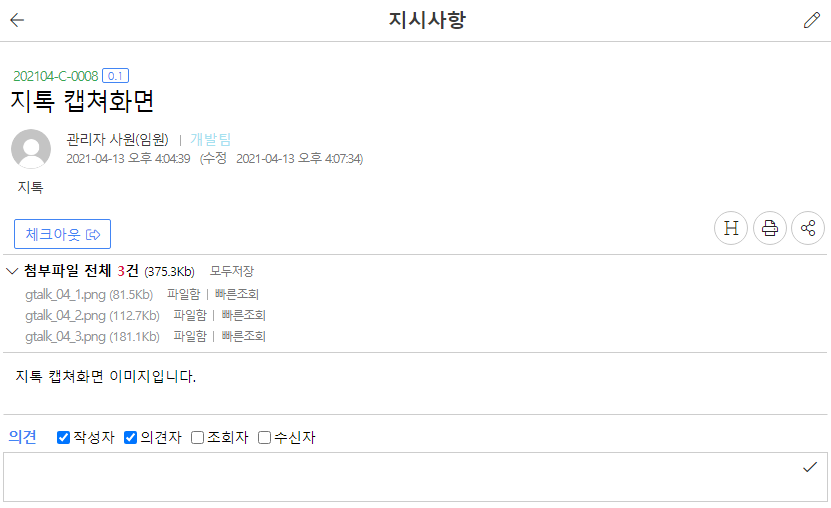 지시사항
202104-C-0008 0.1
지톡 캡쳐화면
관리자 사원(임원) | 개발팀
2021-04-13 오후 4:04:39 (수정 2021-04-13 오후 4:07:34)
지톡
체크아웃
H
첨부파일 전체 3건 (375.3Kb) 모두저장
gtalk_04_1.png (81.5Kb) 파일함 | 빠른조회
gtalk_04_2.png (112.7Kb) 파일함 | 빠른조회
gtalk_04_3.png (181.1Kb) 파일함 | 빠른조회
지톡 캡쳐화면 이미지입니다.
의견 작성자 의견자 조회자 수신자